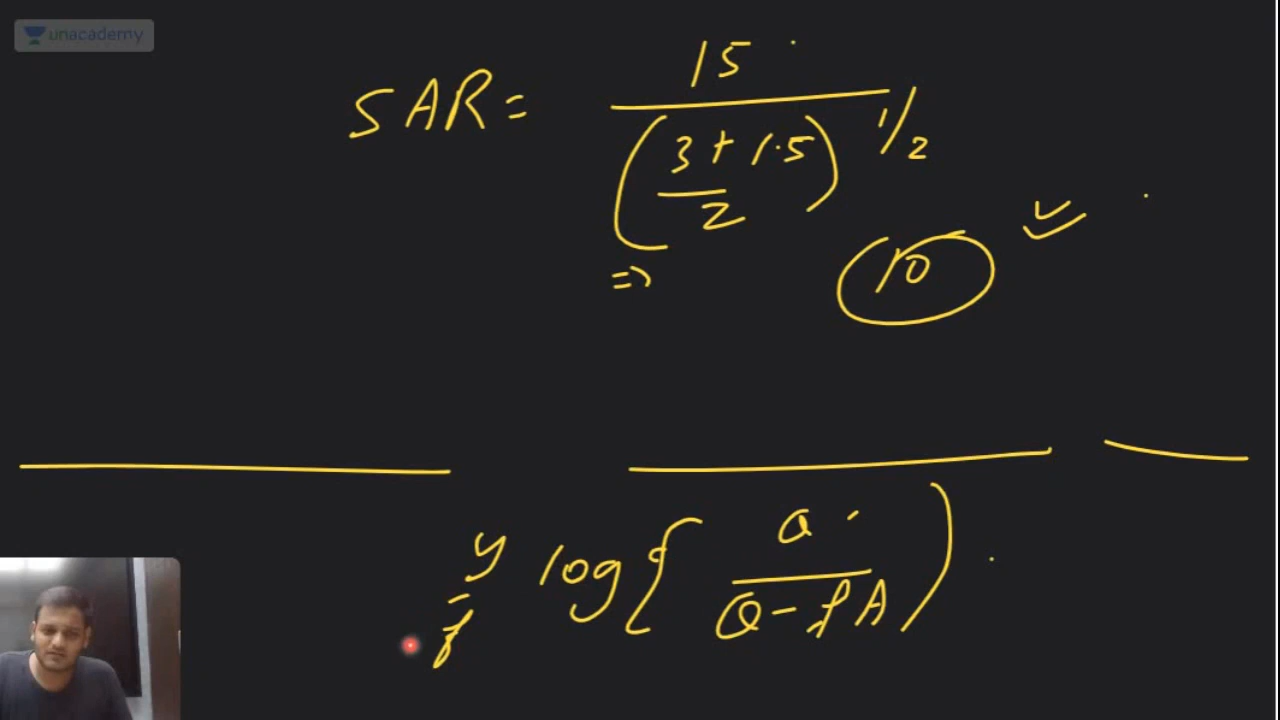 unacademy
15
SAR =
(3 + 1.5) 1/2
2
=> 10
y log{ Q )
f Q - fA